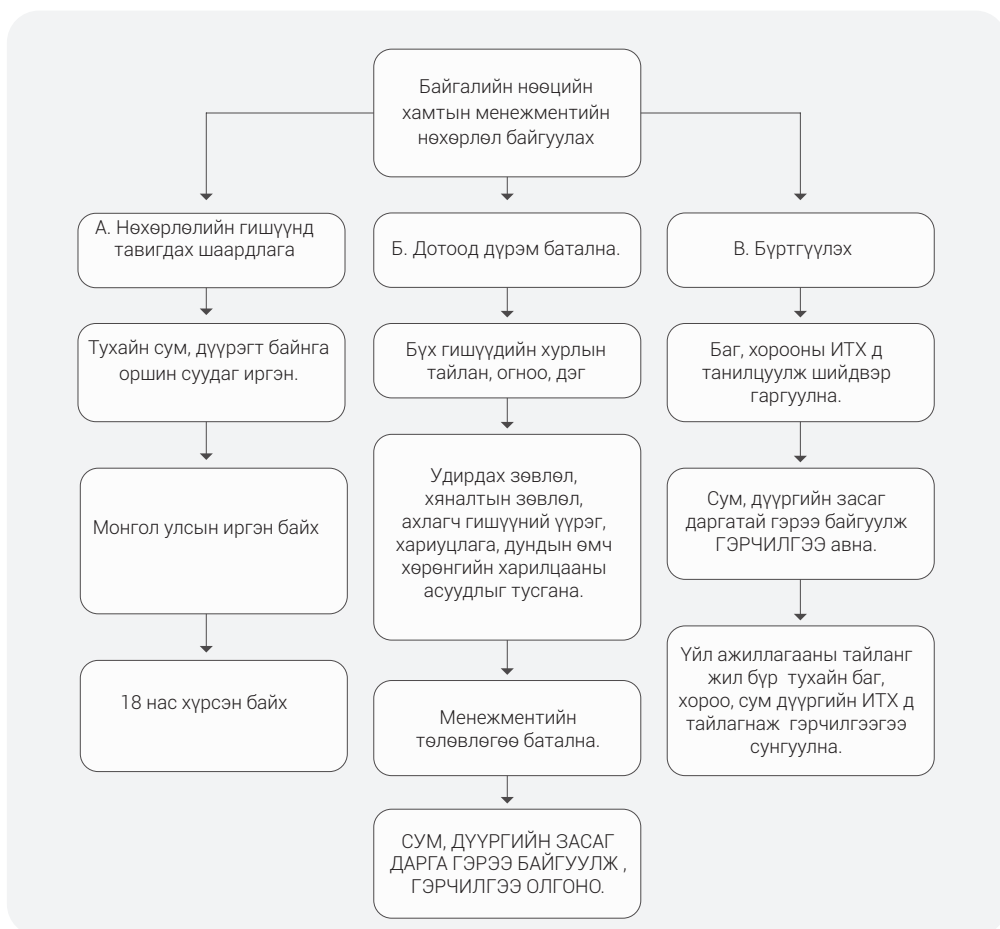 Байгалийн нөөцийн
хамтын менежментийн
нөхөрлөл байгуулах
А. Нөхөрлөлийн гишүүнд
тавигдах шаардлага
Тухайн сум, дүүрэгт байнга
оршин суудаг иргэн.
Монгол улсын иргэн байх
18 нас хүрсэн байх
Б. Дотоод дүрэм батална.
Бүх гишүүдийн хурлын
тайлан, огноо, дэг
Удирдах зөвлөл,
хяналтын зөвлөл,
ахлагч гишүүний үүрэг,
хариуцлага, дундын өмч
хөрөнгийн харилцааны
асуудлыг тусгана.
Менежментийн
төлөвлөгөө батална.
СУМ, ДҮҮРГИЙН ЗАСАГ
ДАРГА ГЭРЭЭ БАЙГУУЛЖ ,
ГЭРЧИЛГЭЭ ОЛГОНО.
В. Бүртгүүлэх
Баг, хорооны ИТХ д
танилцуулж шийдвэр
гаргуулна.
Сум, дүүргийн засаг
даргатай гэрээ байгуулж
ГЭРЧИЛГЭЭ авна.
Үйл ажиллагааны тайланг
жил бүр тухайн баг,
хороо, сум дүүргийн ИТХ д
тайлагнаж гэрчилгээгээ
сунгуулна.